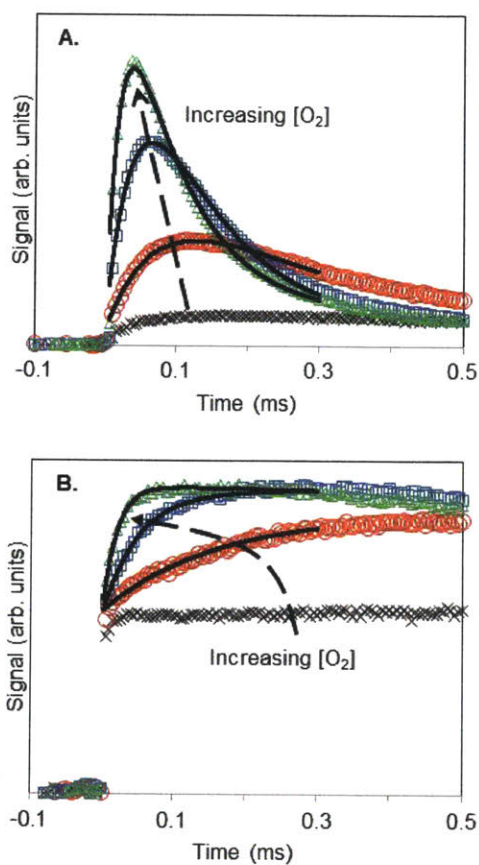 A.
Increasing [O₂]
Signal (arb. units)
-0.1 0.1 0.3 0.5
Time (ms)
B.
Signal (arb. units)
Increasing [O₂]
-0.1 0.1 0.3 0.5
Time (ms)